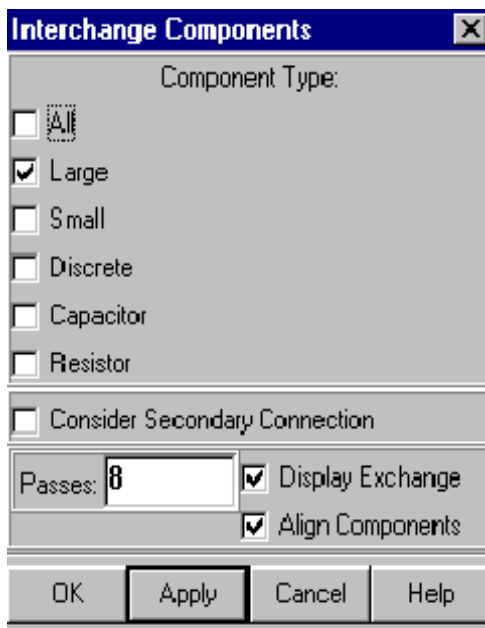 Interchange Components
Component Type:
All
Large
Small
Discrete
Capacitor
Resistor
Consider Secondary Connection
Passes: 8
Display Exchange
Align Components
OK Apply Cancel Help